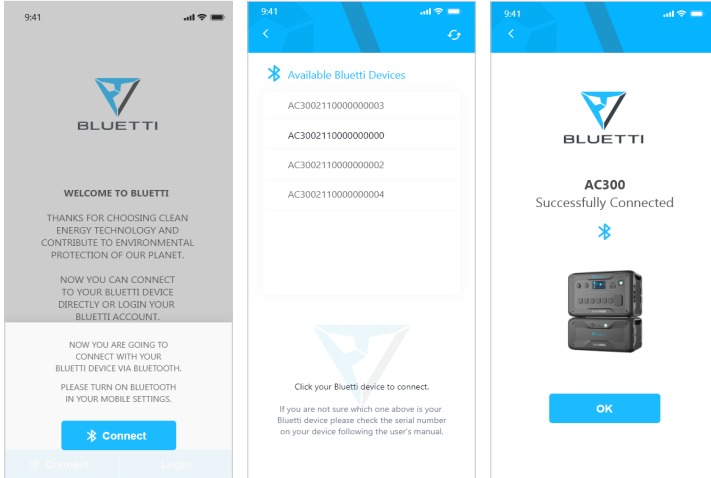 9:41
BLUETTI
WELCOME TO BLUETTI
THANKS FOR CHOOSING CLEAN
ENERGY TECHNOLOGY AND
CONTRIBUTE TO ENVIRONMENTAL
PROTECTION OF OUR PLANET.
NOW YOU CAN CONNECT
TO YOUR BLUETTI DEVICE
DIRECTLY OR LOGIN YOUR
BLUETTI ACCOUNT.
NOW YOU ARE GOING TO
CONNECT WITH YOUR
BLUETTI DEVICE VIA BLUETOOTH.
PLEASE TURN ON BLUETOOTH
IN YOUR MOBILE SETTINGS.
Connect
Connect Login
9:41
Available Bluetti Devices
AC3002110000000003
AC3002110000000000
AC3002110000000002
AC3002110000000004
Click your Bluetti device to connect.
If you are not sure which one above is your
Bluetti device please check the serial number
on your device following the user's manual.
9:41
BLUETTI
AC300
Successfully Connected
OK